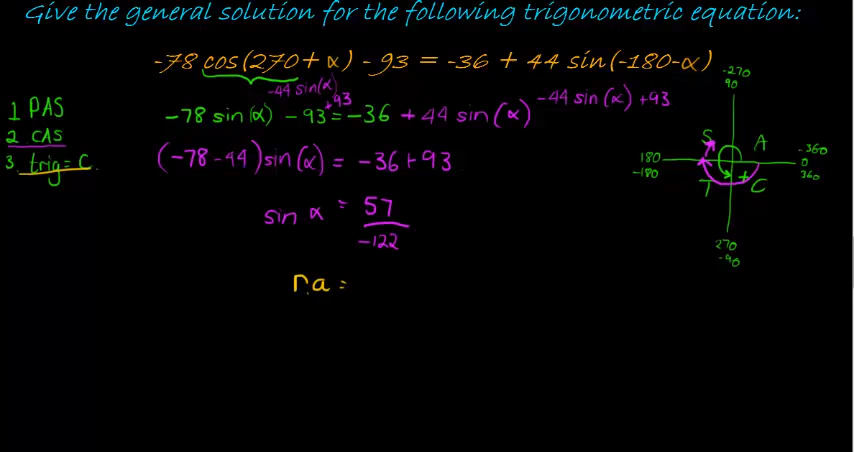 Give the general solution for the following trigonometric equation:
-78 cos(270+ α) - 93 = -36 + 44 sin(-180-α)
-44 sin(α) +93
-78 sin(α) - 93 = -36 + 44 sin(α) -44 sin(α) +93
(-78-44) sin(α) = -36+93
sin α = 57
-122
ra =
1 PAS
2 CAS
3. trig = C.
-270
90
S A
180 -360
-180 0
360
T + C
270
-90